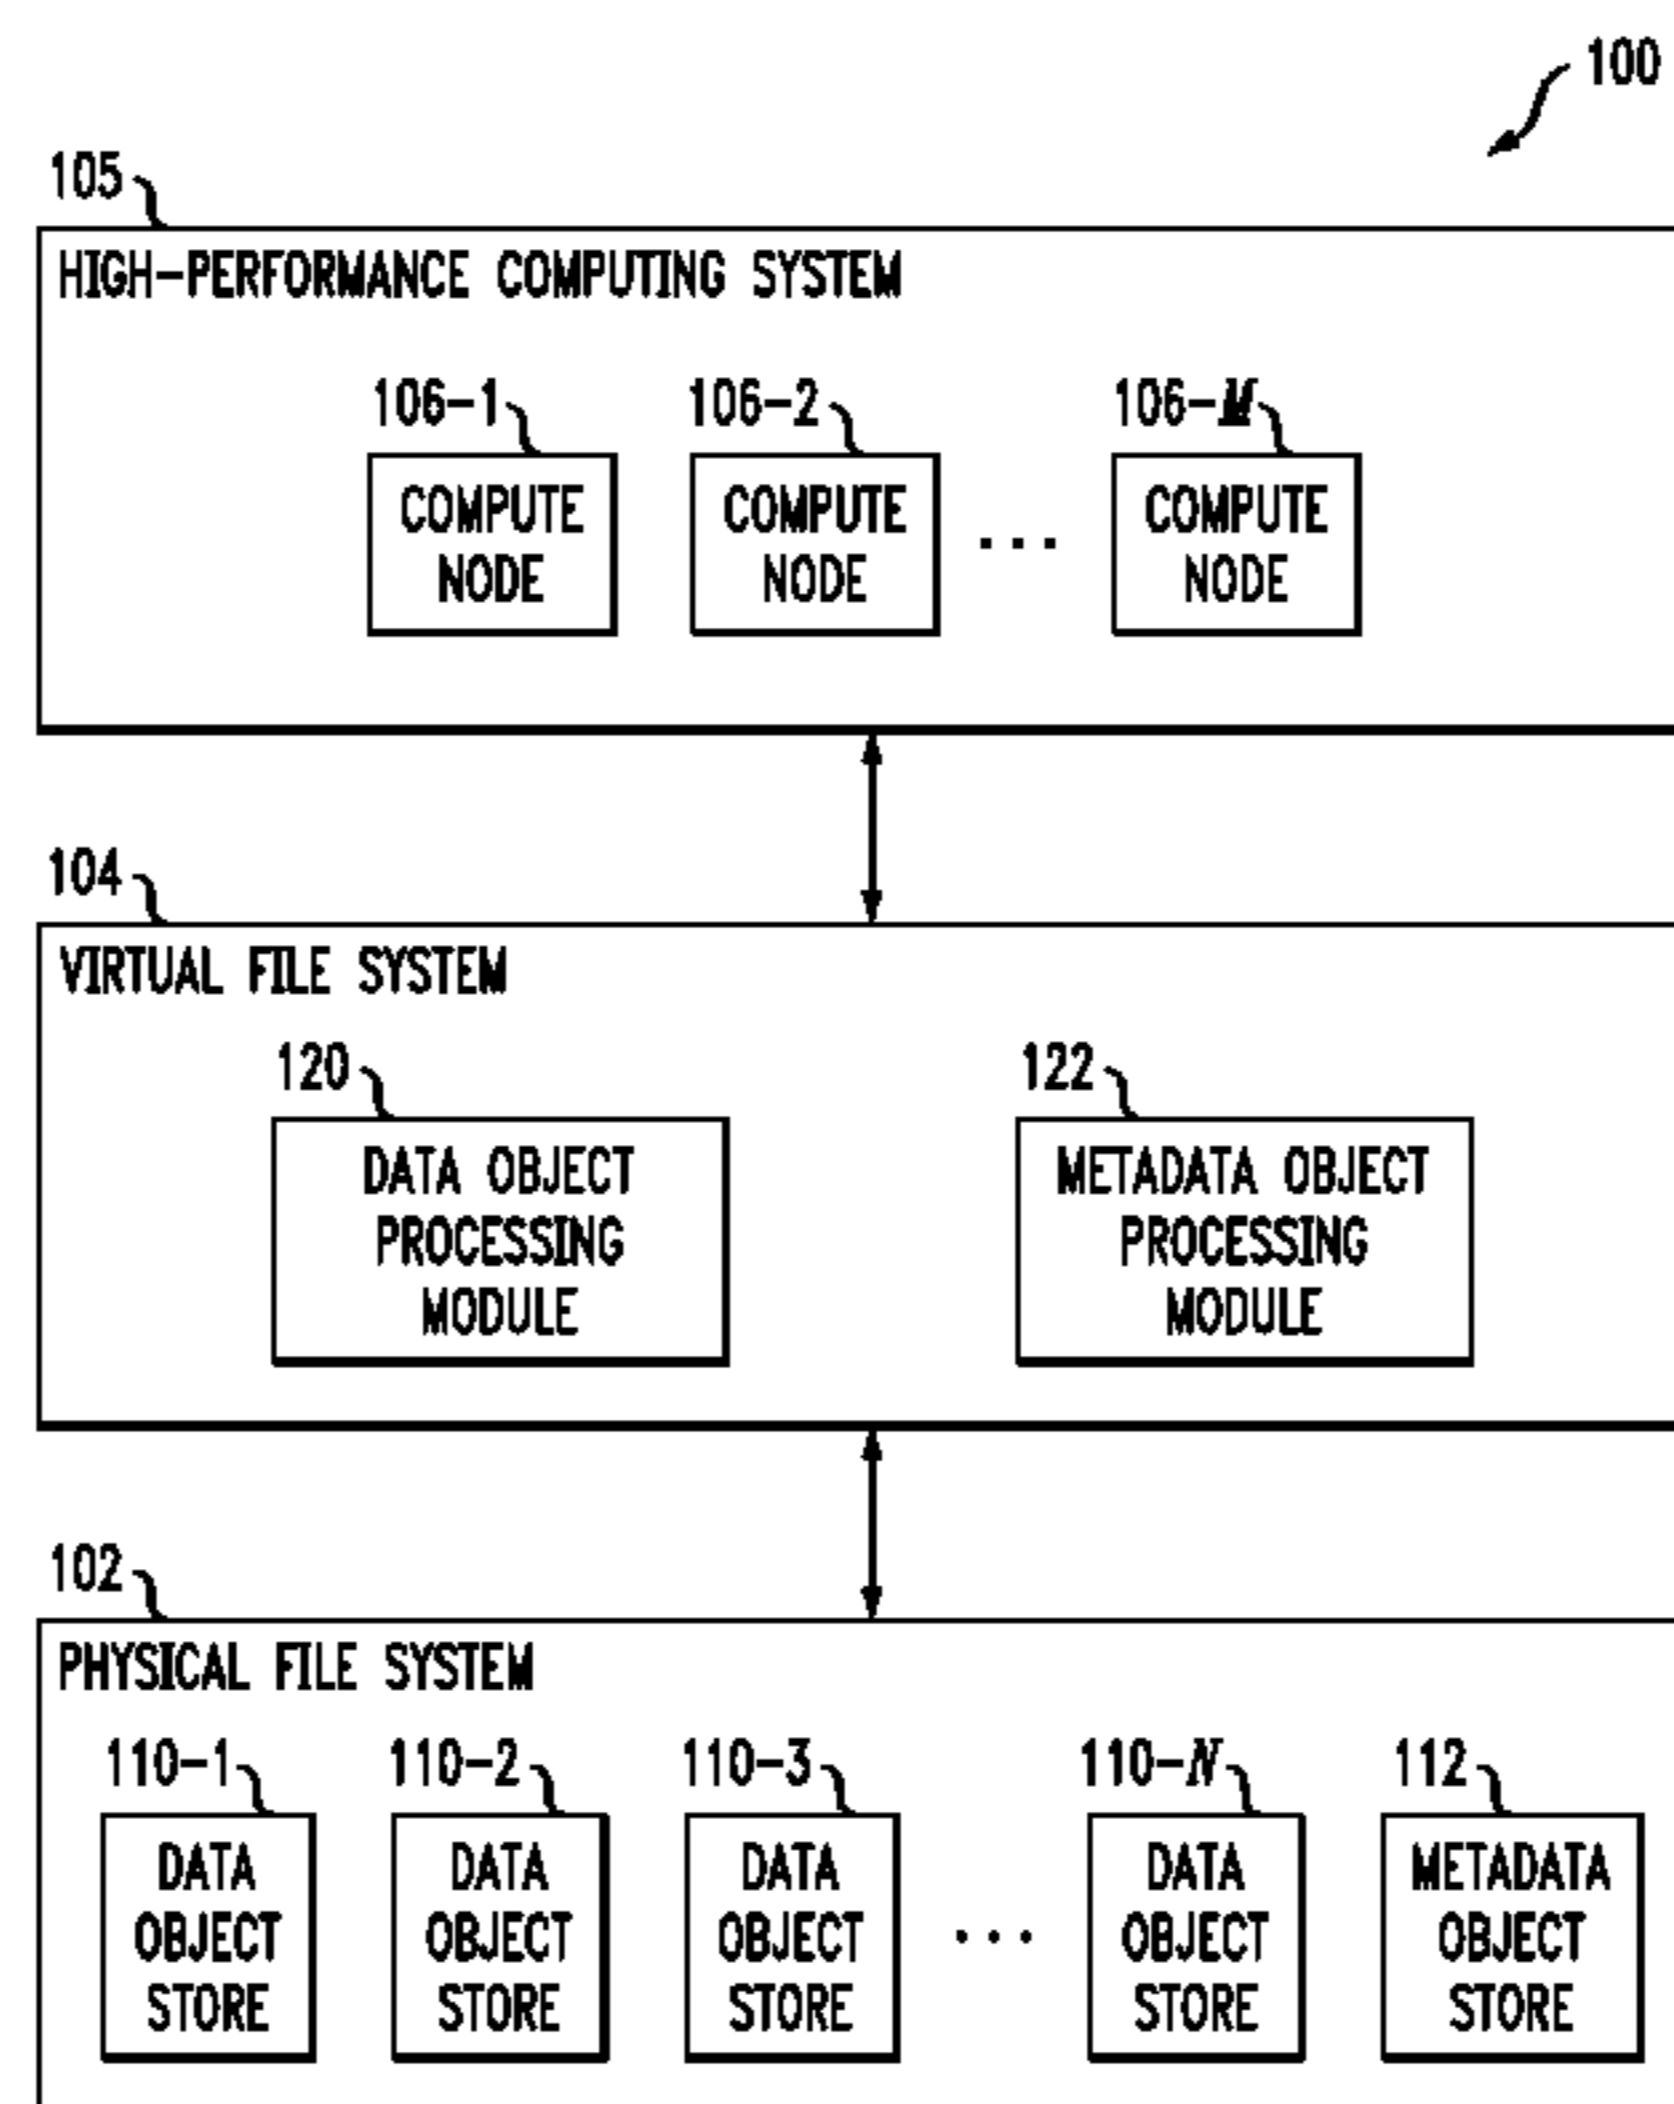 100
105
HIGH-PERFORMANCE COMPUTING SYSTEM
106-1 106-2 106-M
COMPUTE COMPUTE ... COMPUTE
NODE NODE NODE
104
VIRTUAL FILE SYSTEM
120 122
DATA OBJECT METADATA OBJECT
PROCESSING PROCESSING
MODULE MODULE
102
PHYSICAL FILE SYSTEM
110-1 110-2 110-3 110-N 112
DATA DATA DATA DATA METADATA
OBJECT OBJECT OBJECT ... OBJECT OBJECT
STORE STORE STORE STORE STORE